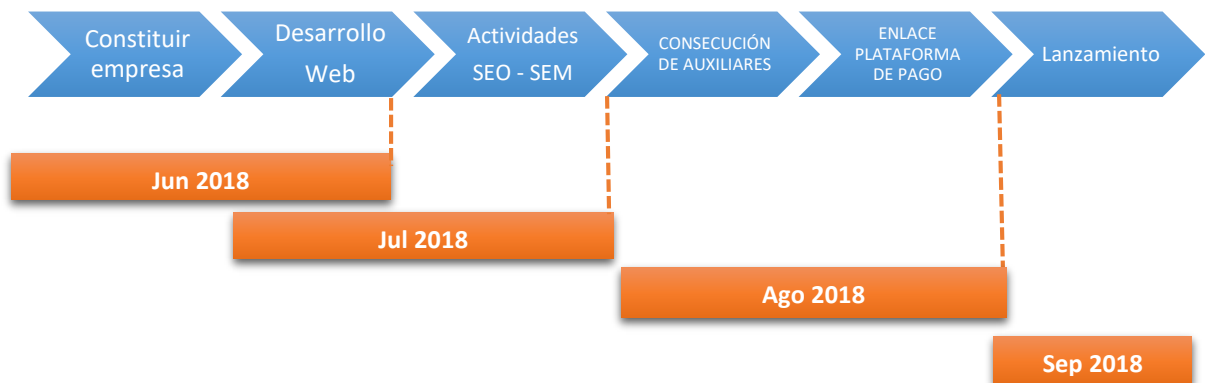 Constituir
empresa
Desarrollo
Web
Actividades
SEO - SEM
CONSECUCIÓN
DE AUXILIARES
ENLACE
PLATAFORMA
DE PAGO
Lanzamiento
Jun 2018
Jul 2018
Ago 2018
Sep 2018